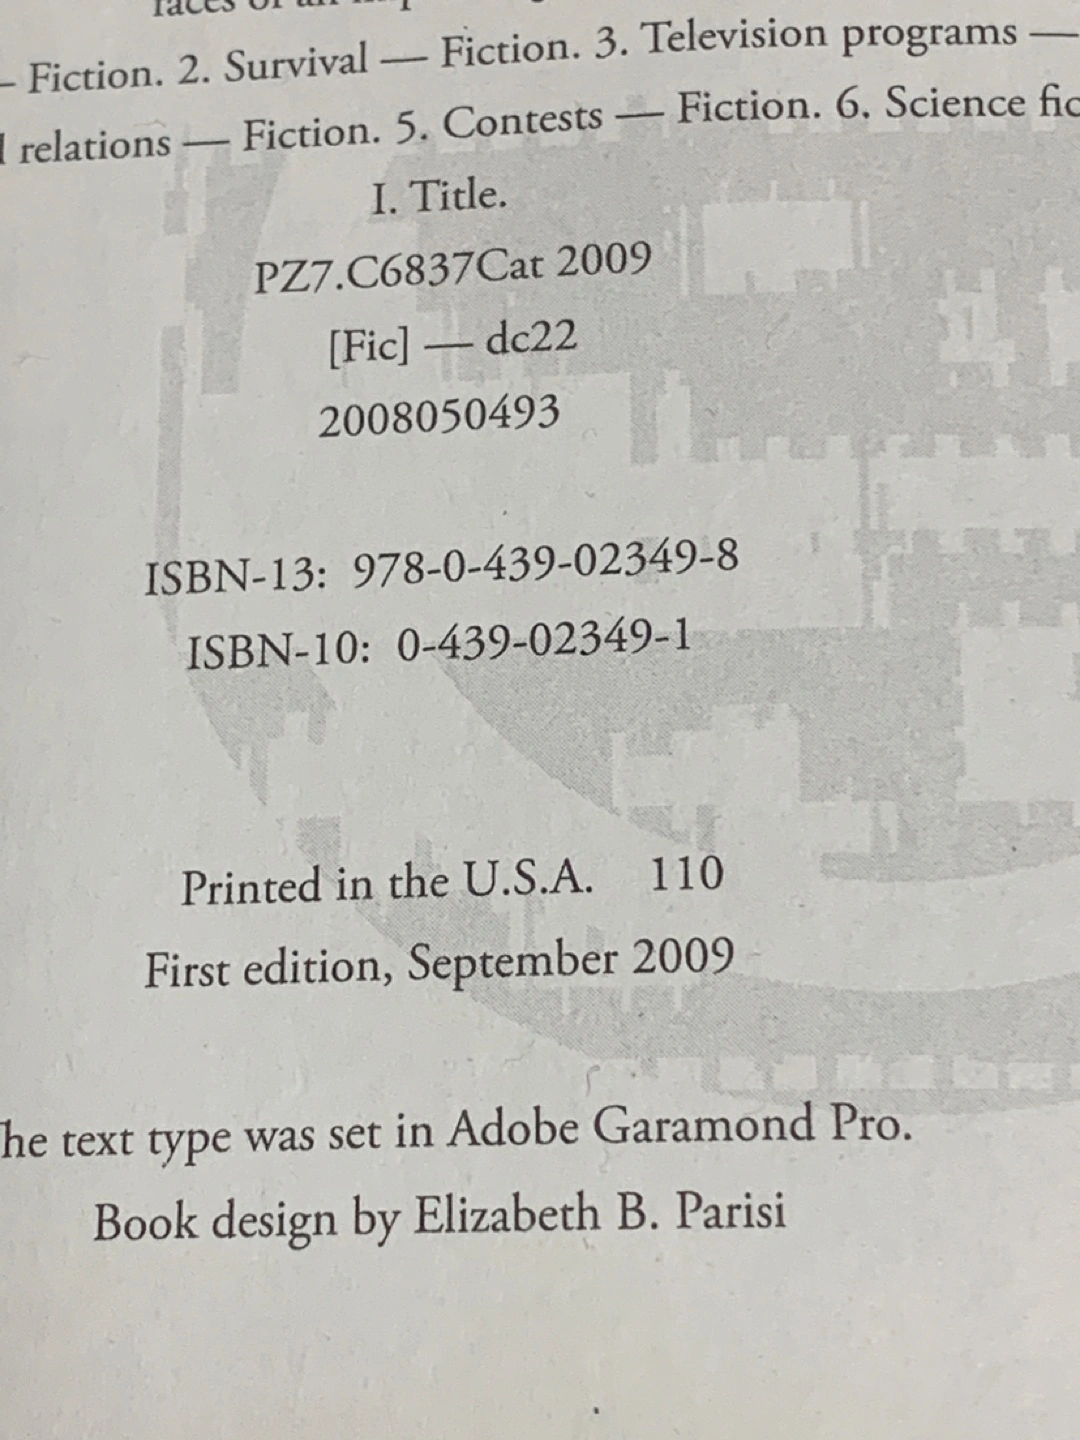 — Fiction. 2. Survival — Fiction. 3. Television programs —
relations — Fiction. 5. Contests — Fiction. 6. Science fic
I. Title.
PZ7.C6837Cat 2009
[Fic] — dc22
2008050493
ISBN-13: 978-0-439-02349-8
ISBN-10: 0-439-02349-1
Printed in the U.S.A. 110
First edition, September 2009
he text type was set in Adobe Garamond Pro.
Book design by Elizabeth B. Parisi